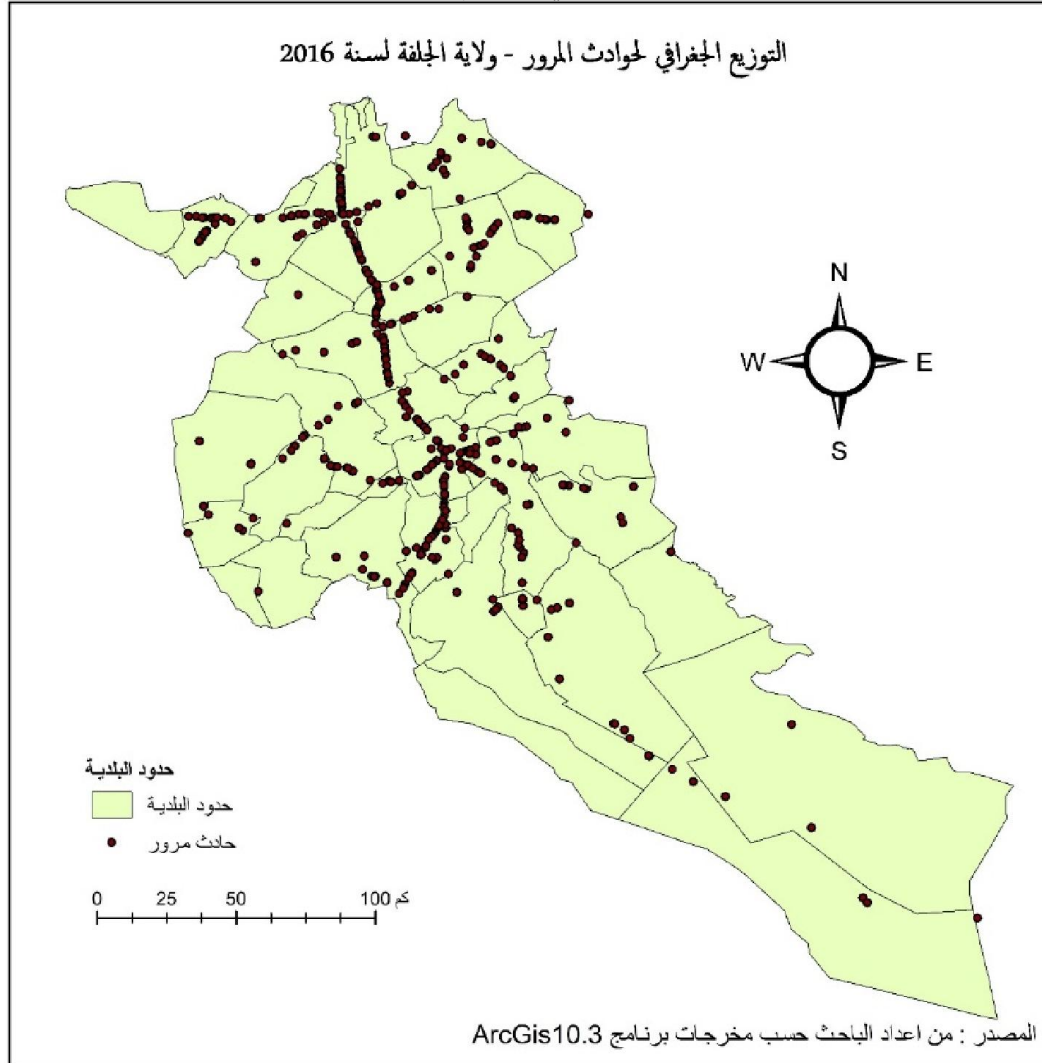 التوزيع الجغرافي لحوادث المرور - ولاية الجلفة لسنة 2016
N
W E
S
حدود البلدية
حدود البلدية
حادث مرور
0 25 50 100 كم
المصدر : من اعداد الباحث حسب مخرجات برنامج ArcGis10.3